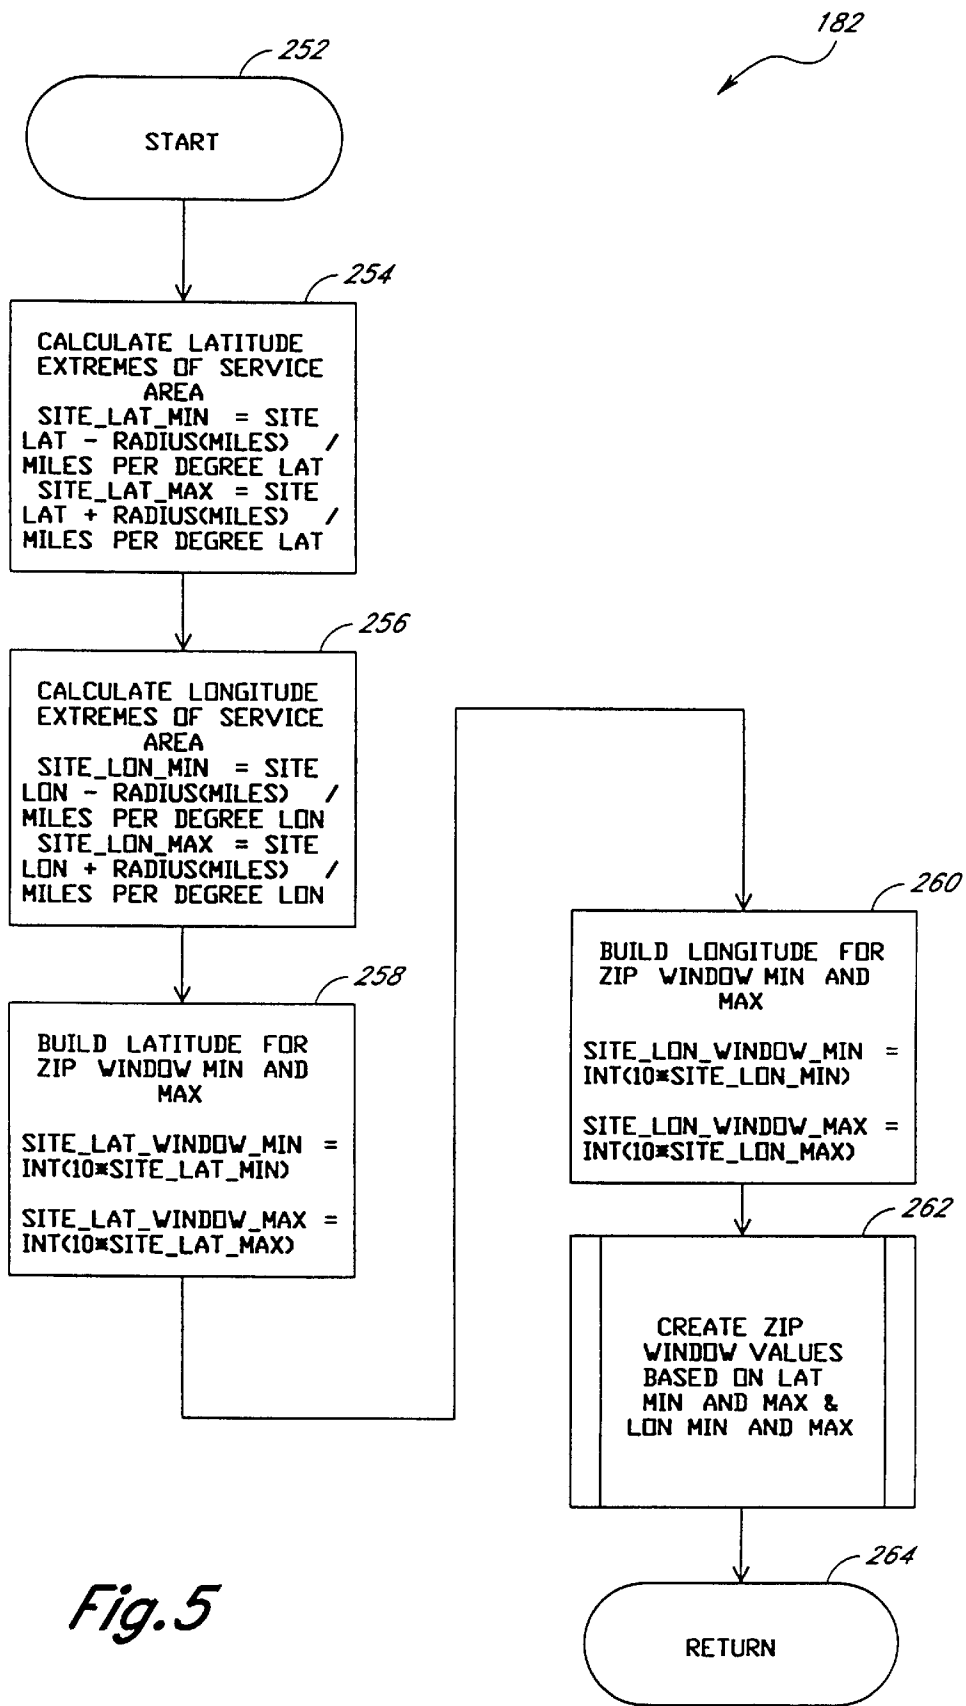 182
252
START
254
CALCULATE LATITUDE
EXTREMES OF SERVICE
AREA
SITE_LAT_MIN = SITE
LAT - RADIUS(MILES) /
MILES PER DEGREE LAT
SITE_LAT_MAX = SITE
LAT + RADIUS(MILES) /
MILES PER DEGREE LAT
256
CALCULATE LONGITUDE
EXTREMES OF SERVICE
AREA
SITE_LON_MIN = SITE
LON - RADIUS(MILES) /
MILES PER DEGREE LON
SITE_LON_MAX = SITE
LON + RADIUS(MILES) /
MILES PER DEGREE LON
258
BUILD LATITUDE FOR
ZIP WINDOW MIN AND
MAX
SITE_LAT_WINDOW_MIN =
INT(10*SITE_LAT_MIN)
SITE_LAT_WINDOW_MAX =
INT(10*SITE_LAT_MAX)
260
BUILD LONGITUDE FOR
ZIP WINDOW MIN AND
MAX
SITE_LON_WINDOW_MIN =
INT(10*SITE_LON_MIN)
SITE_LON_WINDOW_MAX =
INT(10*SITE_LON_MAX)
262
CREATE ZIP
WINDOW VALUES
BASED ON LAT
MIN AND MAX &
LON MIN AND MAX
264
RETURN
Fig.5